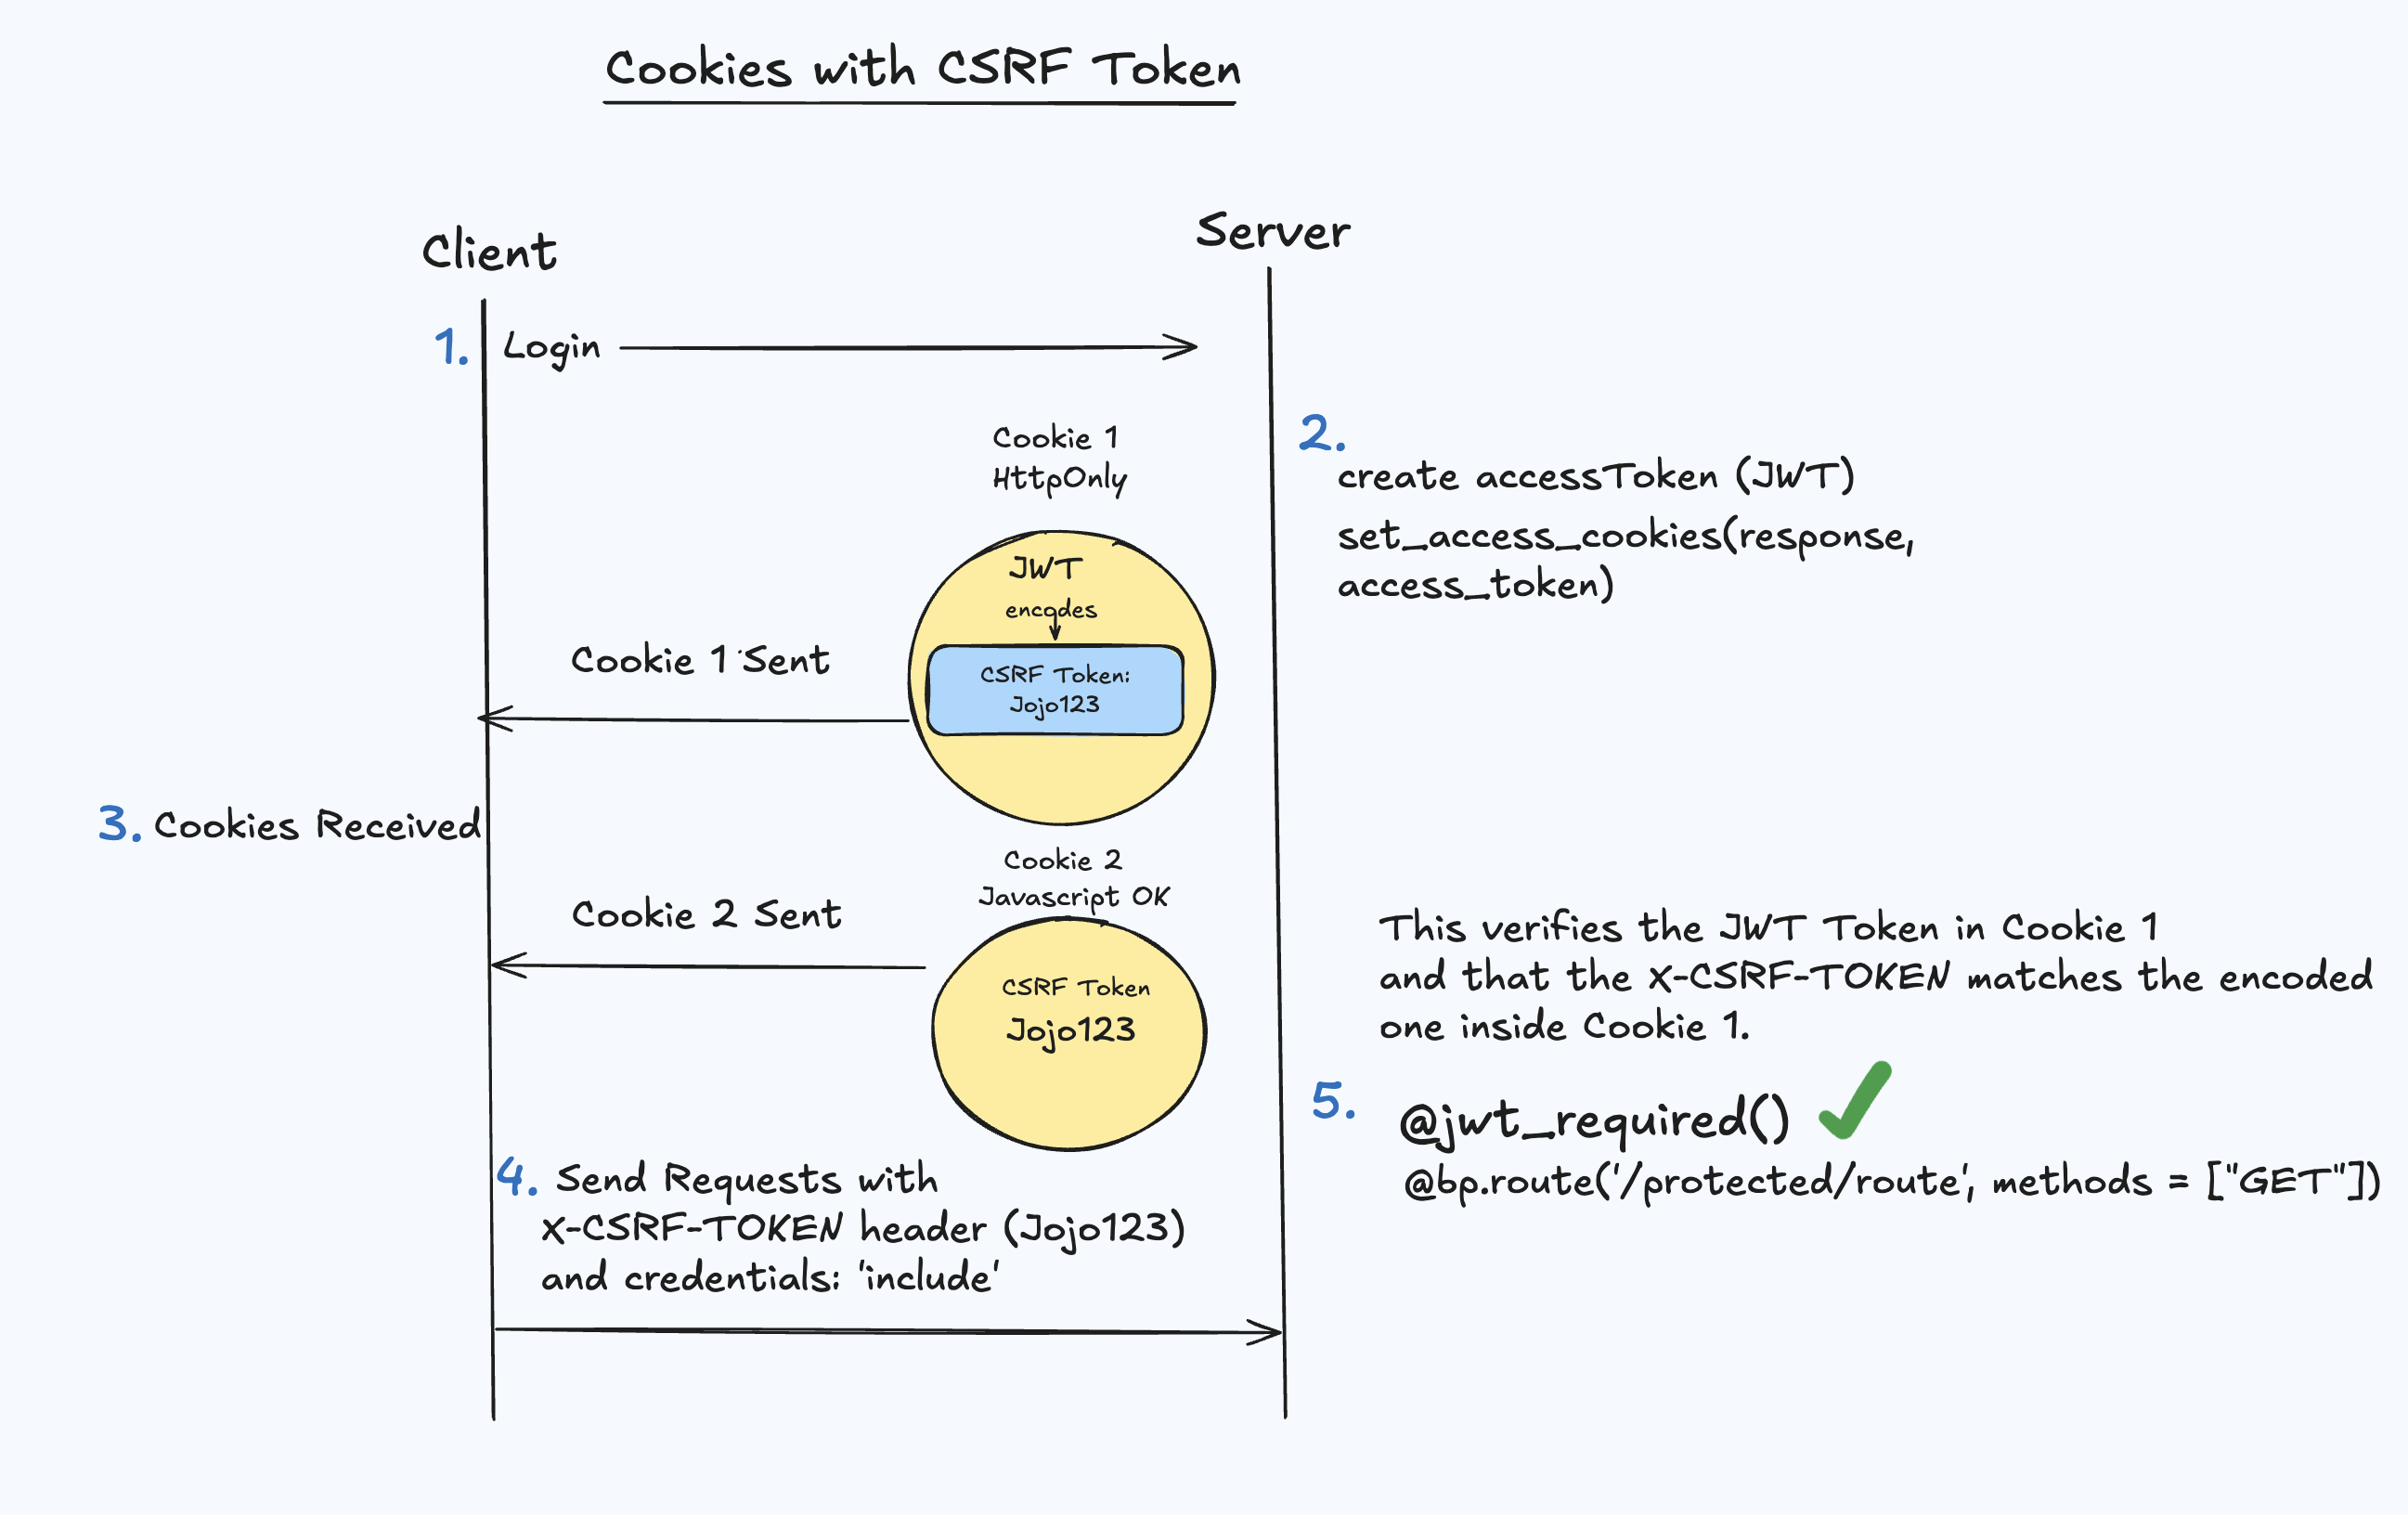 Cookies with CSRF Token
Client
Server
1.
Login
2.
create accessToken (JWT)
set_access_cookies(response,
access_token)
Cookie 1
HttpOnly
JWT
encodes
CSRF Token:
Jojo123
Cookie 1 Sent
3. Cookies Received
Cookie 2
Javascript OK
Cookie 2 Sent
CSRF Token
Jojo123
4. Send Requests with
X-CSRF-TOKEN header (Jojo123)
and credentials: 'include'
This verifies the JWT Token in Cookie 1
and that the X-CSRF-TOKEN matches the encoded
one inside Cookie 1.
5.
@jwt_required()
@bp.route('/protected/route', methods = ["GET"])